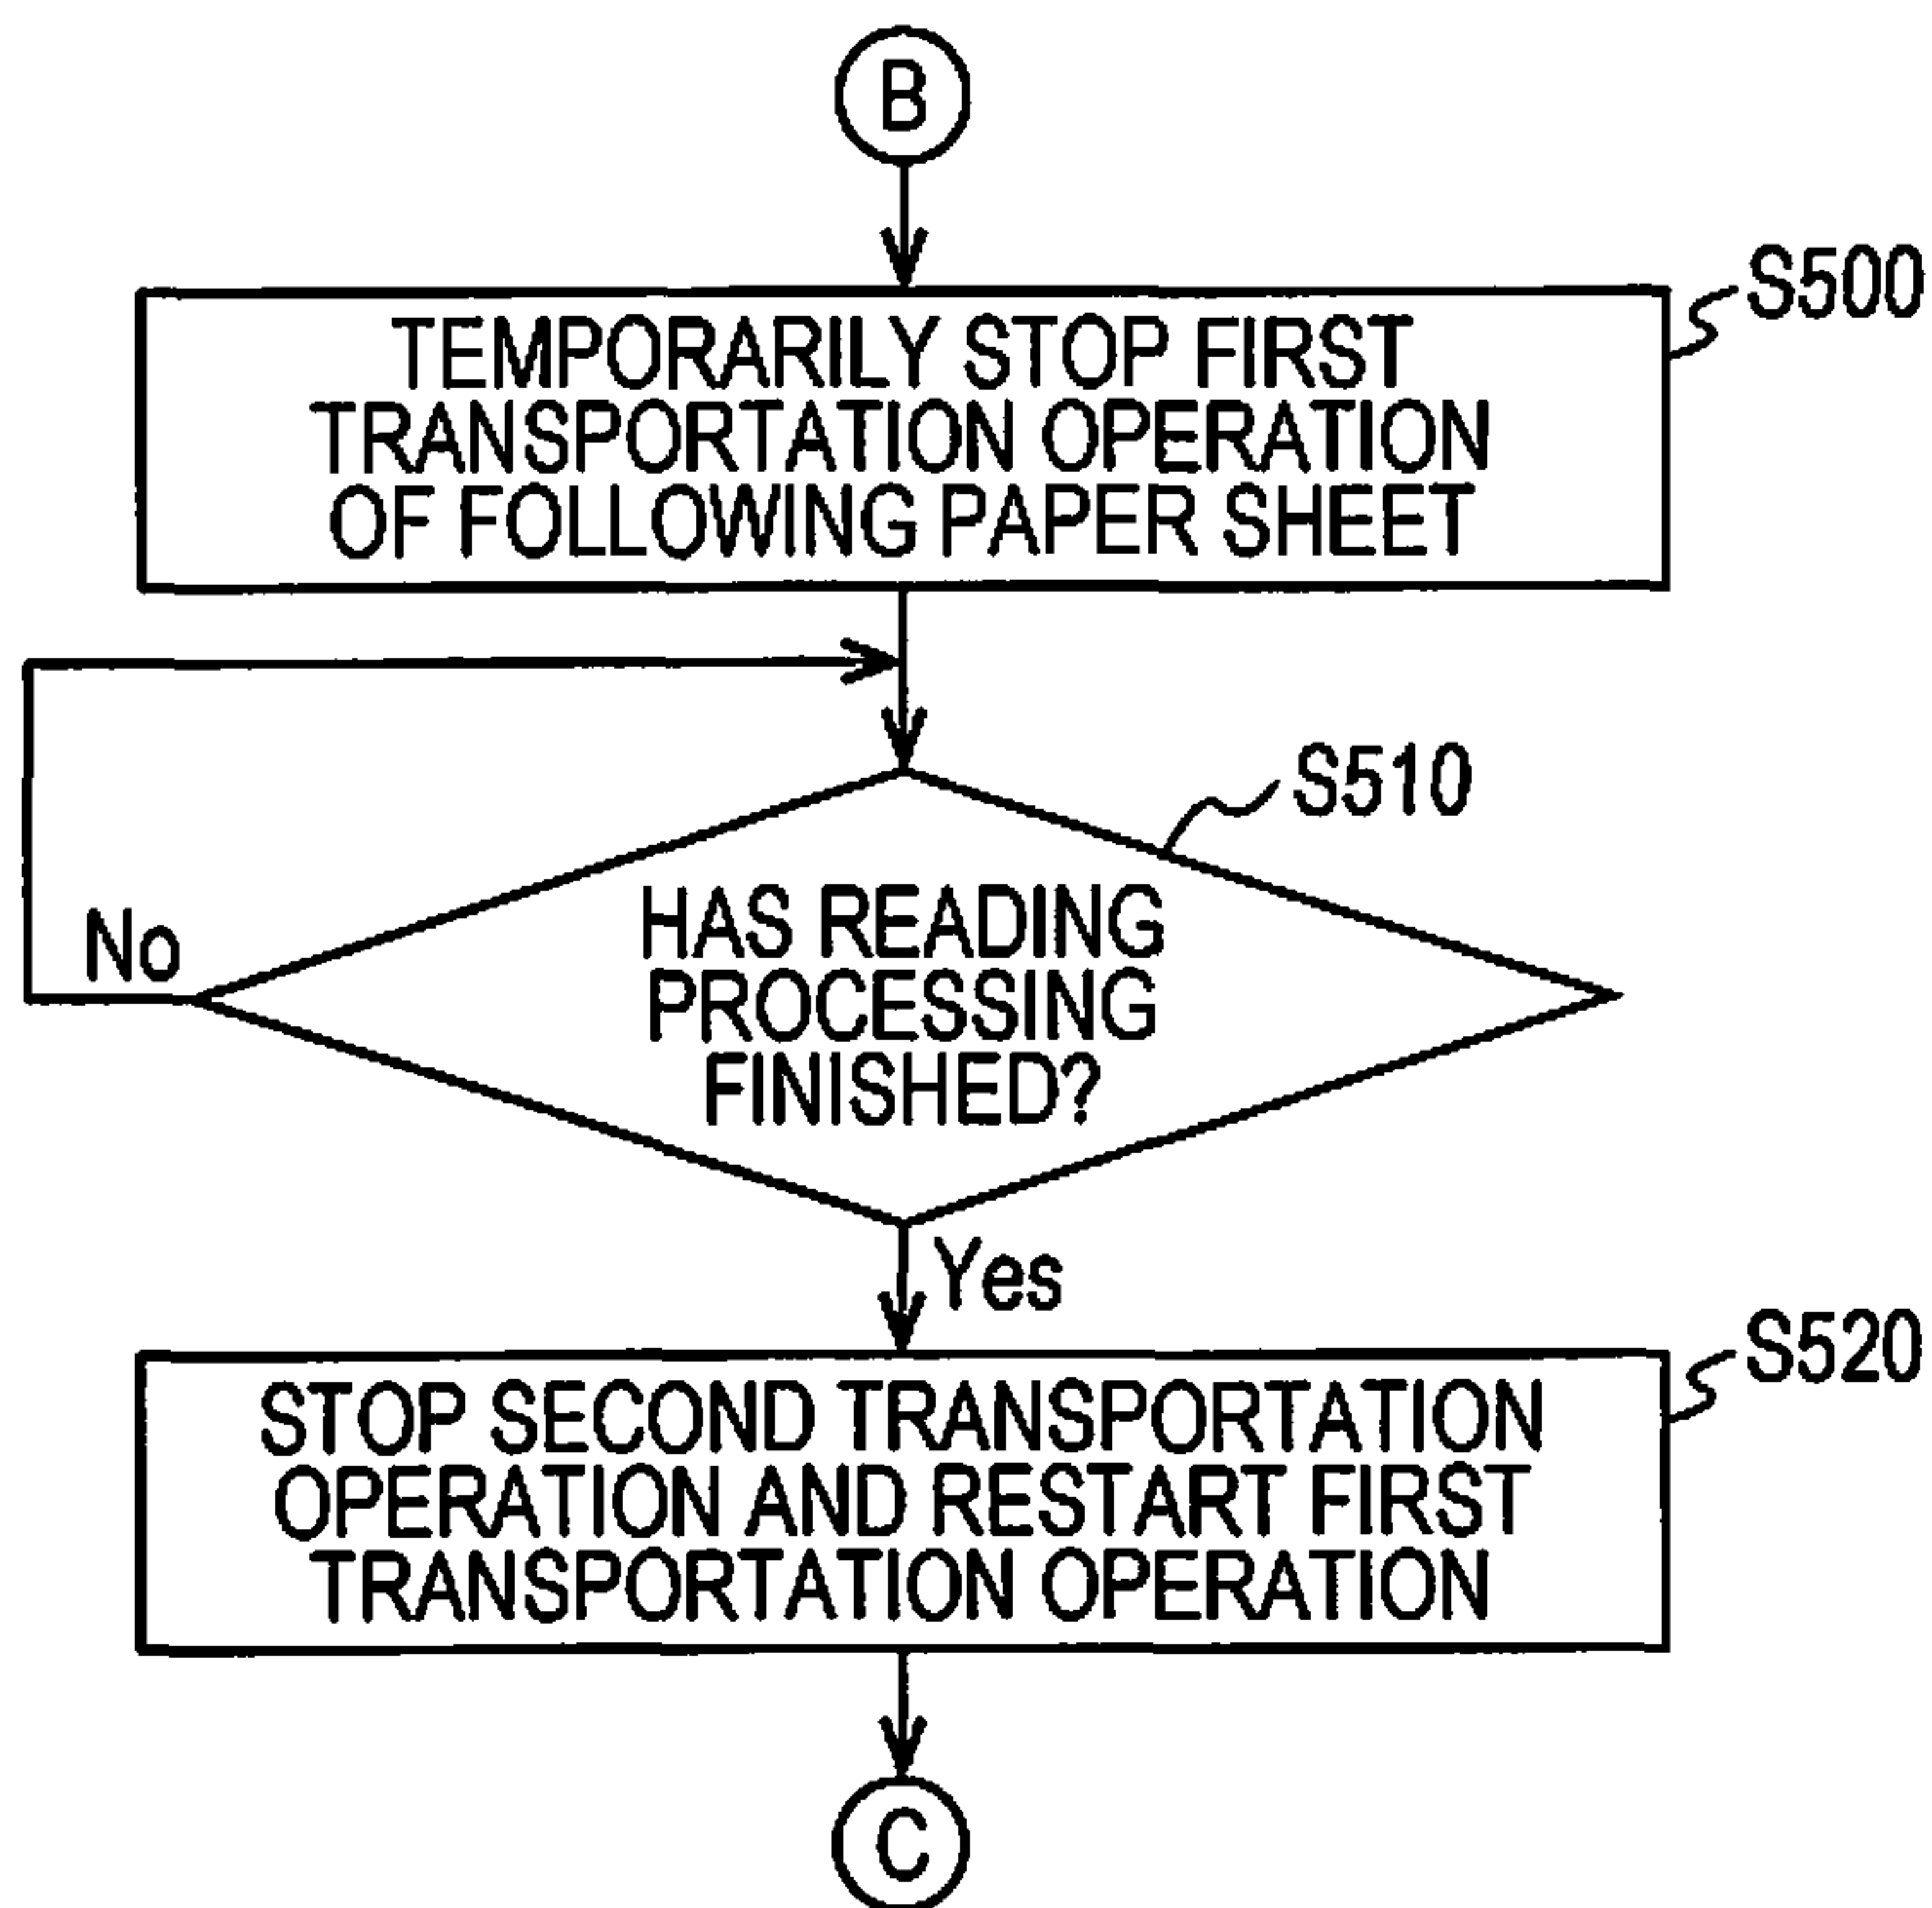 B
S500
TEMPORARILY STOP FIRST
TRANSPORTATION OPERATION
OF FOLLOWING PAPER SHEET
S510
HAS READING
PROCESSING
FINISHED?
No
Yes
S520
STOP SECOND TRANSPORTATION
OPERATION AND RESTART FIRST
TRANSPORTATION OPERATION
C